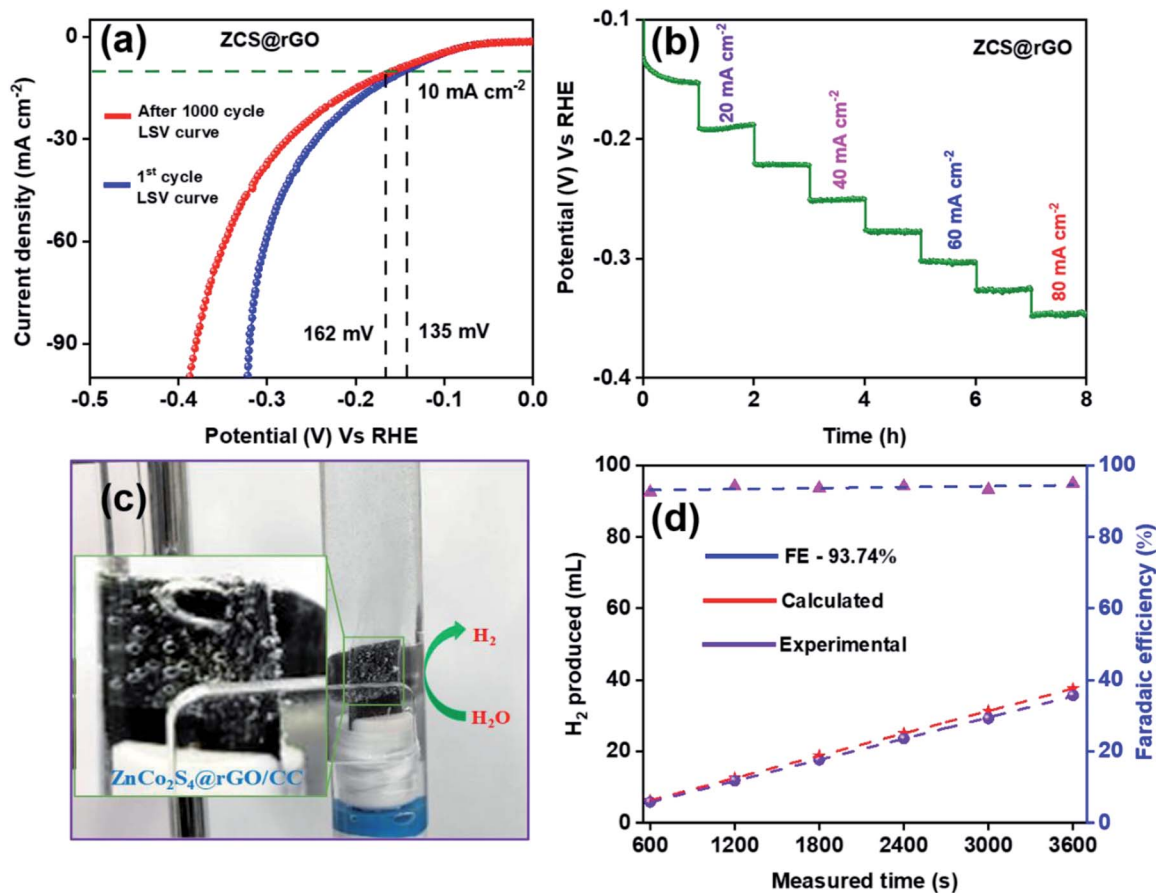 (a)
ZCS@rGO
10 mA cm⁻²
After 1000 cycle
LSV curve
1ˢᵗ cycle
LSV curve
162 mV
135 mV
0
-30
-60
-90
Current density (mA cm⁻²)
-0.5
-0.4
-0.3
-0.2
-0.1
0.0
Potential (V) Vs RHE
(b)
ZCS@rGO
20 mA cm⁻²
40 mA cm⁻²
60 mA cm⁻²
80 mA cm⁻²
-0.1
-0.2
-0.3
-0.4
Potential (V) Vs RHE
0
2
4
6
8
Time (h)
(c)
H₂
H₂O
ZnCo₂S₄@rGO/CC
(d)
FE - 93.74%
Calculated
Experimental
100
80
60
40
20
0
H₂ produced (mL)
100
80
60
40
20
0
Faradaic efficiency (%)
600
1200
1800
2400
3000
3600
Measured time (s)